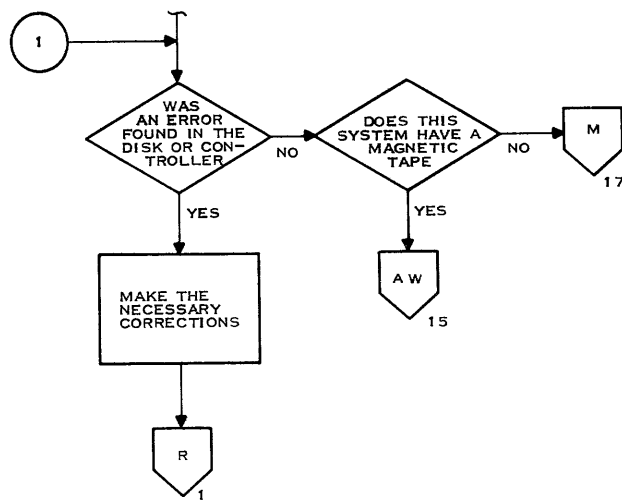 1
WAS
AN ERROR
FOUND IN THE
DISK OR CON-
TROLLER
NO
DOES THIS
SYSTEM HAVE A
MAGNETIC
TAPE
NO
M
17
YES
YES
AW
15
MAKE THE
NECESSARY
CORRECTIONS
R
1